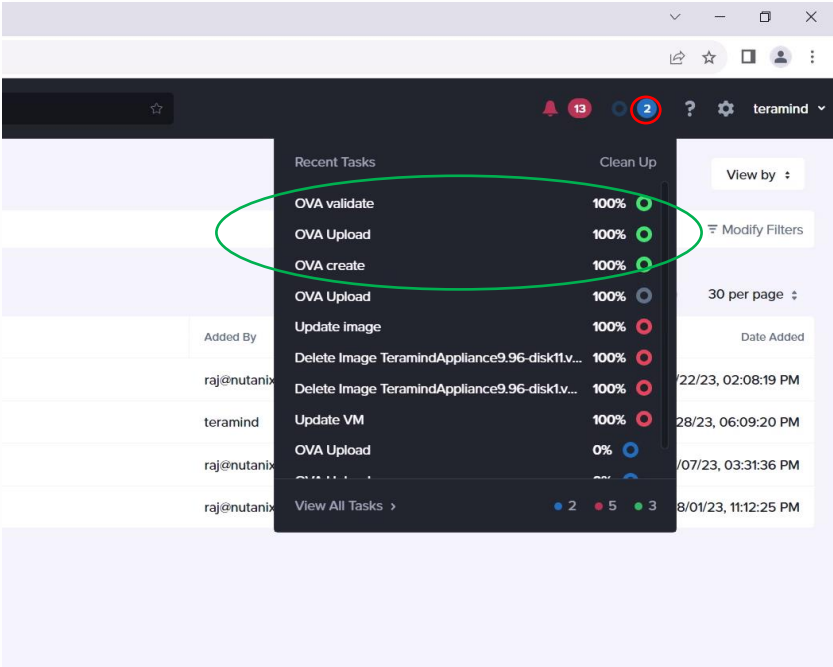 13
2
?
teramind
Recent Tasks
Clean Up
View by
OVA validate
100%
OVA Upload
100%
Modify Filters
OVA create
100%
OVA Upload
100%
30 per page
Update image
100%
Added By
Date Added
Delete Image TeramindAppliance9.96-disk11.v...
100%
raj@nutanix
/22/23, 02:08:19 PM
Delete Image TeramindAppliance9.96-disk1.v...
100%
Update VM
100%
teramind
28/23, 06:09:20 PM
OVA Upload
0%
raj@nutanix
/07/23, 03:31:36 PM
View All Tasks >
2
5
3
raj@nutanix
8/01/23, 11:12:25 PM